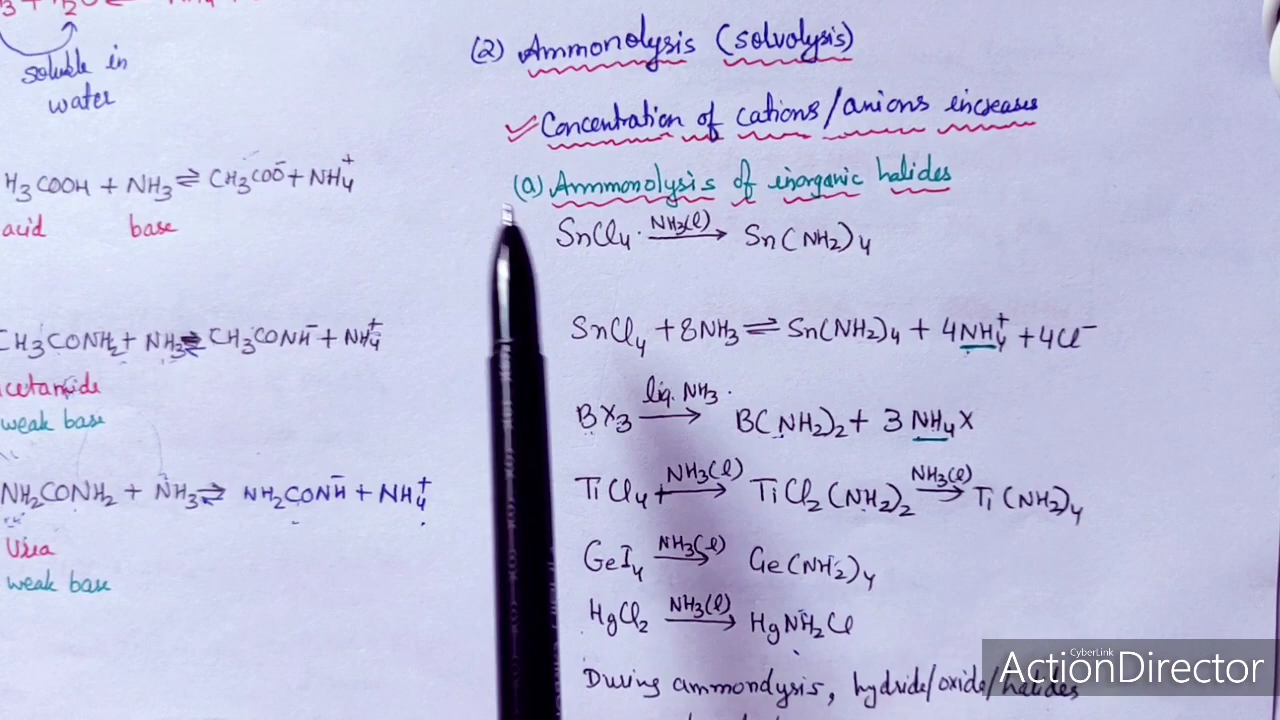 soluble in
water
H3COOH + NH3 ⇌ CH3COO⁻ + NH4⁺
acid base
CH3CONH2 + NH3 ⇌ CH3CONH⁻ + NH4⁺
cetamide
weak base
NH2CONH2 + NH3 ⇌ NH2CONH⁻ + NH4⁺
Urea
weak base
(2) Ammonolysis (solvolysis)
✓ Concentration of cations/anions increases
(a) Ammonolysis of inorganic halides
SnCl4 —NH3(l)→ Sn(NH2)4
SnCl4 + 8NH3 ⇌ Sn(NH2)4 + 4NH4⁺ + 4Cl⁻
BX3 —liq. NH3→ B(NH2)2 + 3 NH4X
TiCl4 + —NH3(l)→ TiCl2(NH2)2 —NH3(l)→ Ti(NH2)4
GeI4 —NH3(l)→ Ge(NH2)4
HgCl2 —NH3(l)→ HgNH2Cl
During ammonolysis, hydride/oxide/halides
CyberLink
ActionDirector